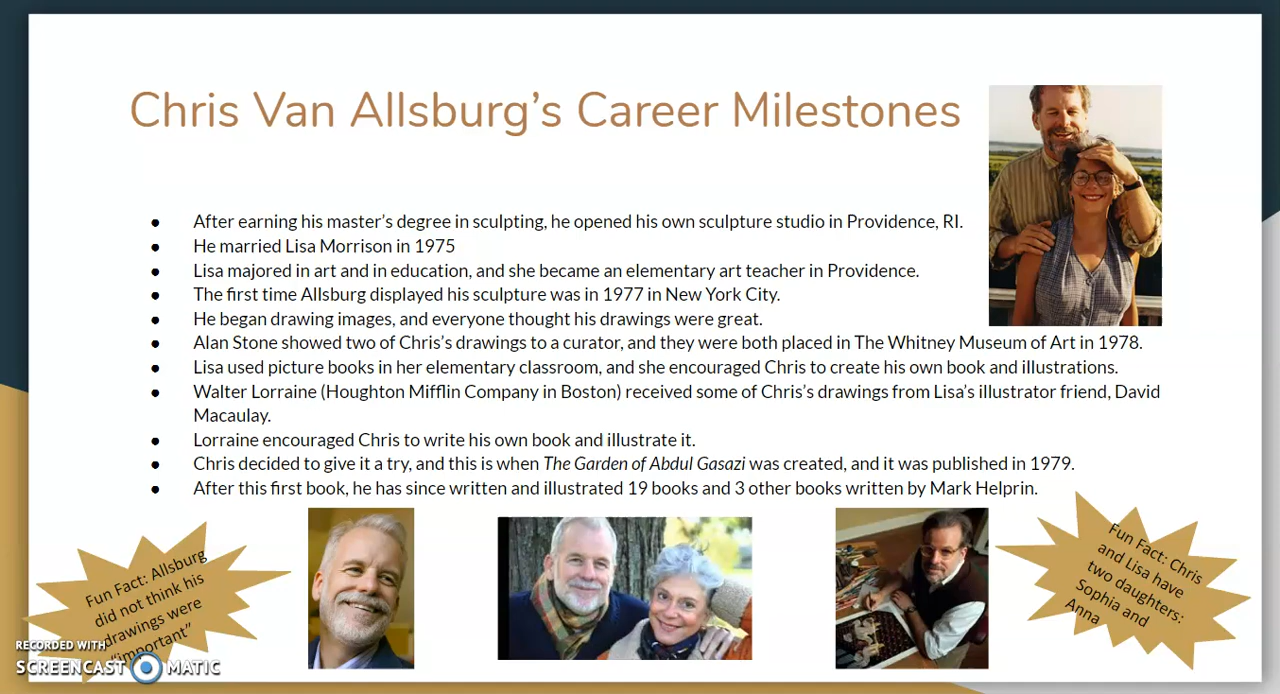 Chris Van Allsburg’s Career Milestones
● After earning his master’s degree in sculpting, he opened his own sculpture studio in Providence, RI.
● He married Lisa Morrison in 1975
● Lisa majored in art and in education, and she became an elementary art teacher in Providence.
● The first time Allsburg displayed his sculpture was in 1977 in New York City.
● He began drawing images, and everyone thought his drawings were great.
● Alan Stone showed two of Chris’s drawings to a curator, and they were both placed in The Whitney Museum of Art in 1978.
● Lisa used picture books in her elementary classroom, and she encouraged Chris to create his own book and illustrations.
● Walter Lorraine (Houghton Mifflin Company in Boston) received some of Chris’s drawings from Lisa’s illustrator friend, David
Macaulay.
● Lorraine encouraged Chris to write his own book and illustrate it.
● Chris decided to give it a try, and this is when The Garden of Abdul Gasazi was created, and it was published in 1979.
● After this first book, he has since written and illustrated 19 books and 3 other books written by Mark Helprin.
Fun Fact: Allsburg
did not think his
drawings were
“important”
Fun Fact: Chris
and Lisa have
two daughters:
Sophia and
Anna
RECORDED WITH
SCREENCAST MATIC